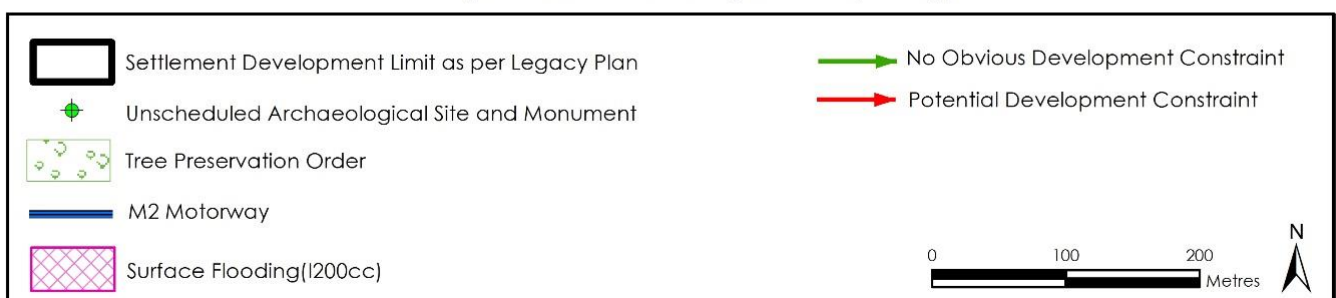 Settlement Development Limit as per Legacy Plan
Unscheduled Archaeological Site and Monument
Tree Preservation Order
M2 Motorway
Surface Flooding(I200cc)
No Obvious Development Constraint
Potential Development Constraint
0 100 200
Metres
N